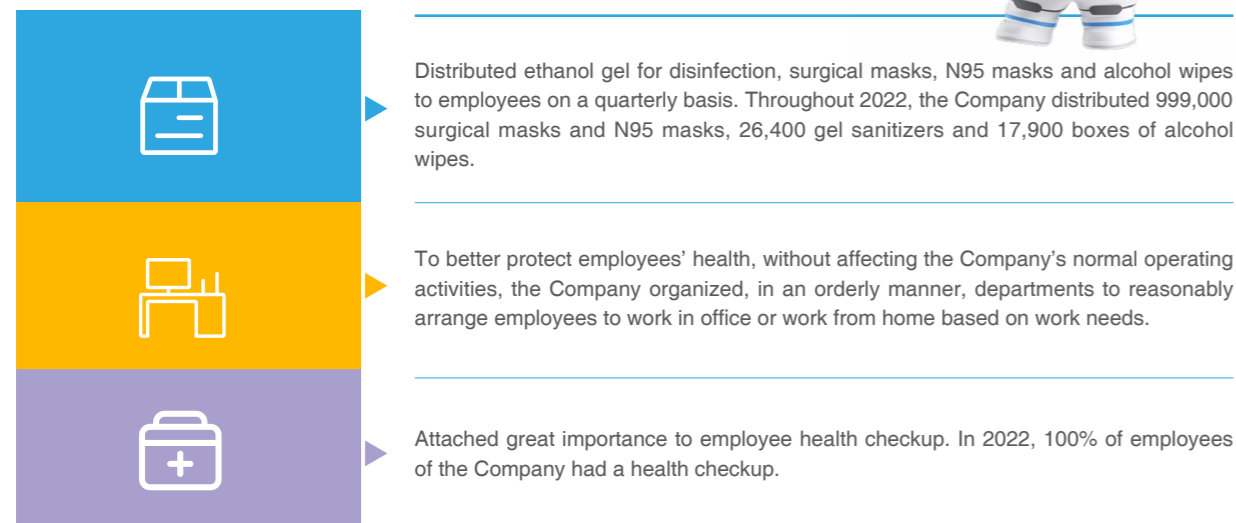 Distributed ethanol gel for disinfection, surgical masks, N95 masks and alcohol wipes
to employees on a quarterly basis. Throughout 2022, the Company distributed 999,000
surgical masks and N95 masks, 26,400 gel sanitizers and 17,900 boxes of alcohol
wipes.
To better protect employees’ health, without affecting the Company’s normal operating
activities, the Company organized, in an orderly manner, departments to reasonably
arrange employees to work in office or work from home based on work needs.
Attached great importance to employee health checkup. In 2022, 100% of employees
of the Company had a health checkup.